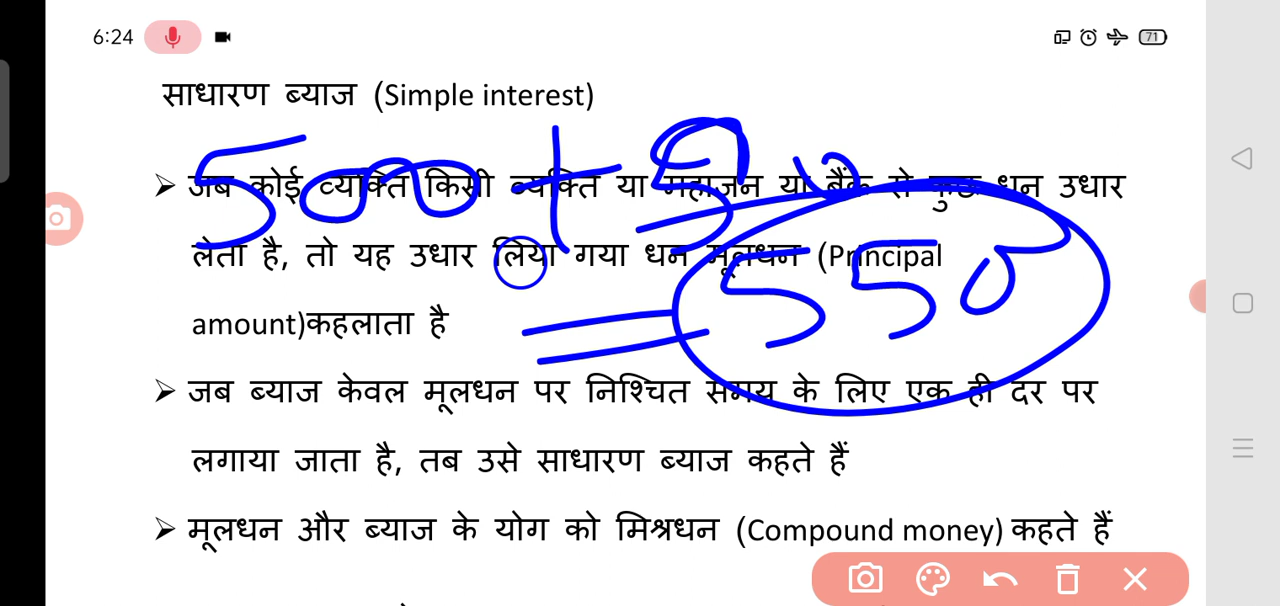 6:24
71
साधारण ब्याज (Simple interest)
➢ जब कोई व्यक्ति किसी व्यक्ति या महाजन या बैंक से कुछ धन उधार
लेता है, तो यह उधार लिया गया धन मूलधन (Principal
amount)कहलाता है
500 + 50
= 550
➢ जब ब्याज केवल मूलधन पर निश्चित समय के लिए एक ही दर पर
लगाया जाता है, तब उसे साधारण ब्याज कहते हैं
➢ मूलधन और ब्याज के योग को मिश्रधन (Compound money) कहते हैं